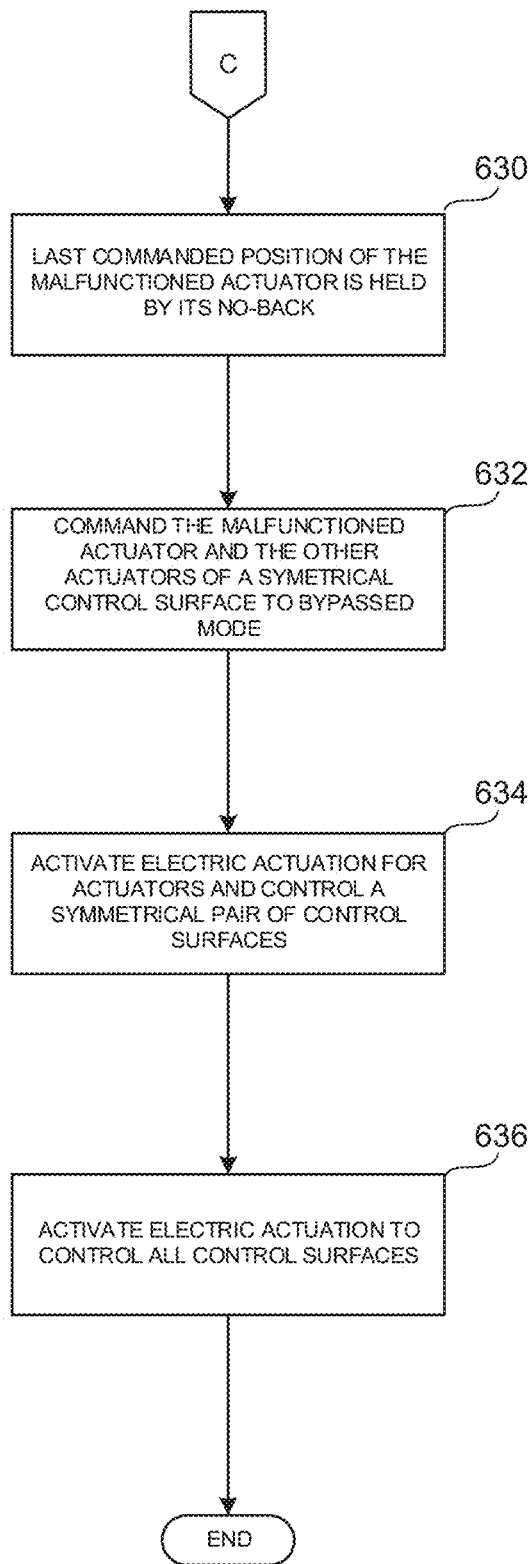 C
630
LAST COMMANDED POSITION OF THE
MALFUNCTIONED ACTUATOR IS HELD
BY ITS NO-BACK
632
COMMAND THE MALFUNCTIONED
ACTUATOR AND THE OTHER
ACTUATORS OF A SYMETRICAL
CONTROL SURFACE TO BYPASSED
MODE
634
ACTIVATE ELECTRIC ACTUATION FOR
ACTUATORS AND CONTROL A
SYMMETRICAL PAIR OF CONTROL
SURFACES
636
ACTIVATE ELECTRIC ACTUATION TO
CONTROL ALL CONTROL SURFACES
END